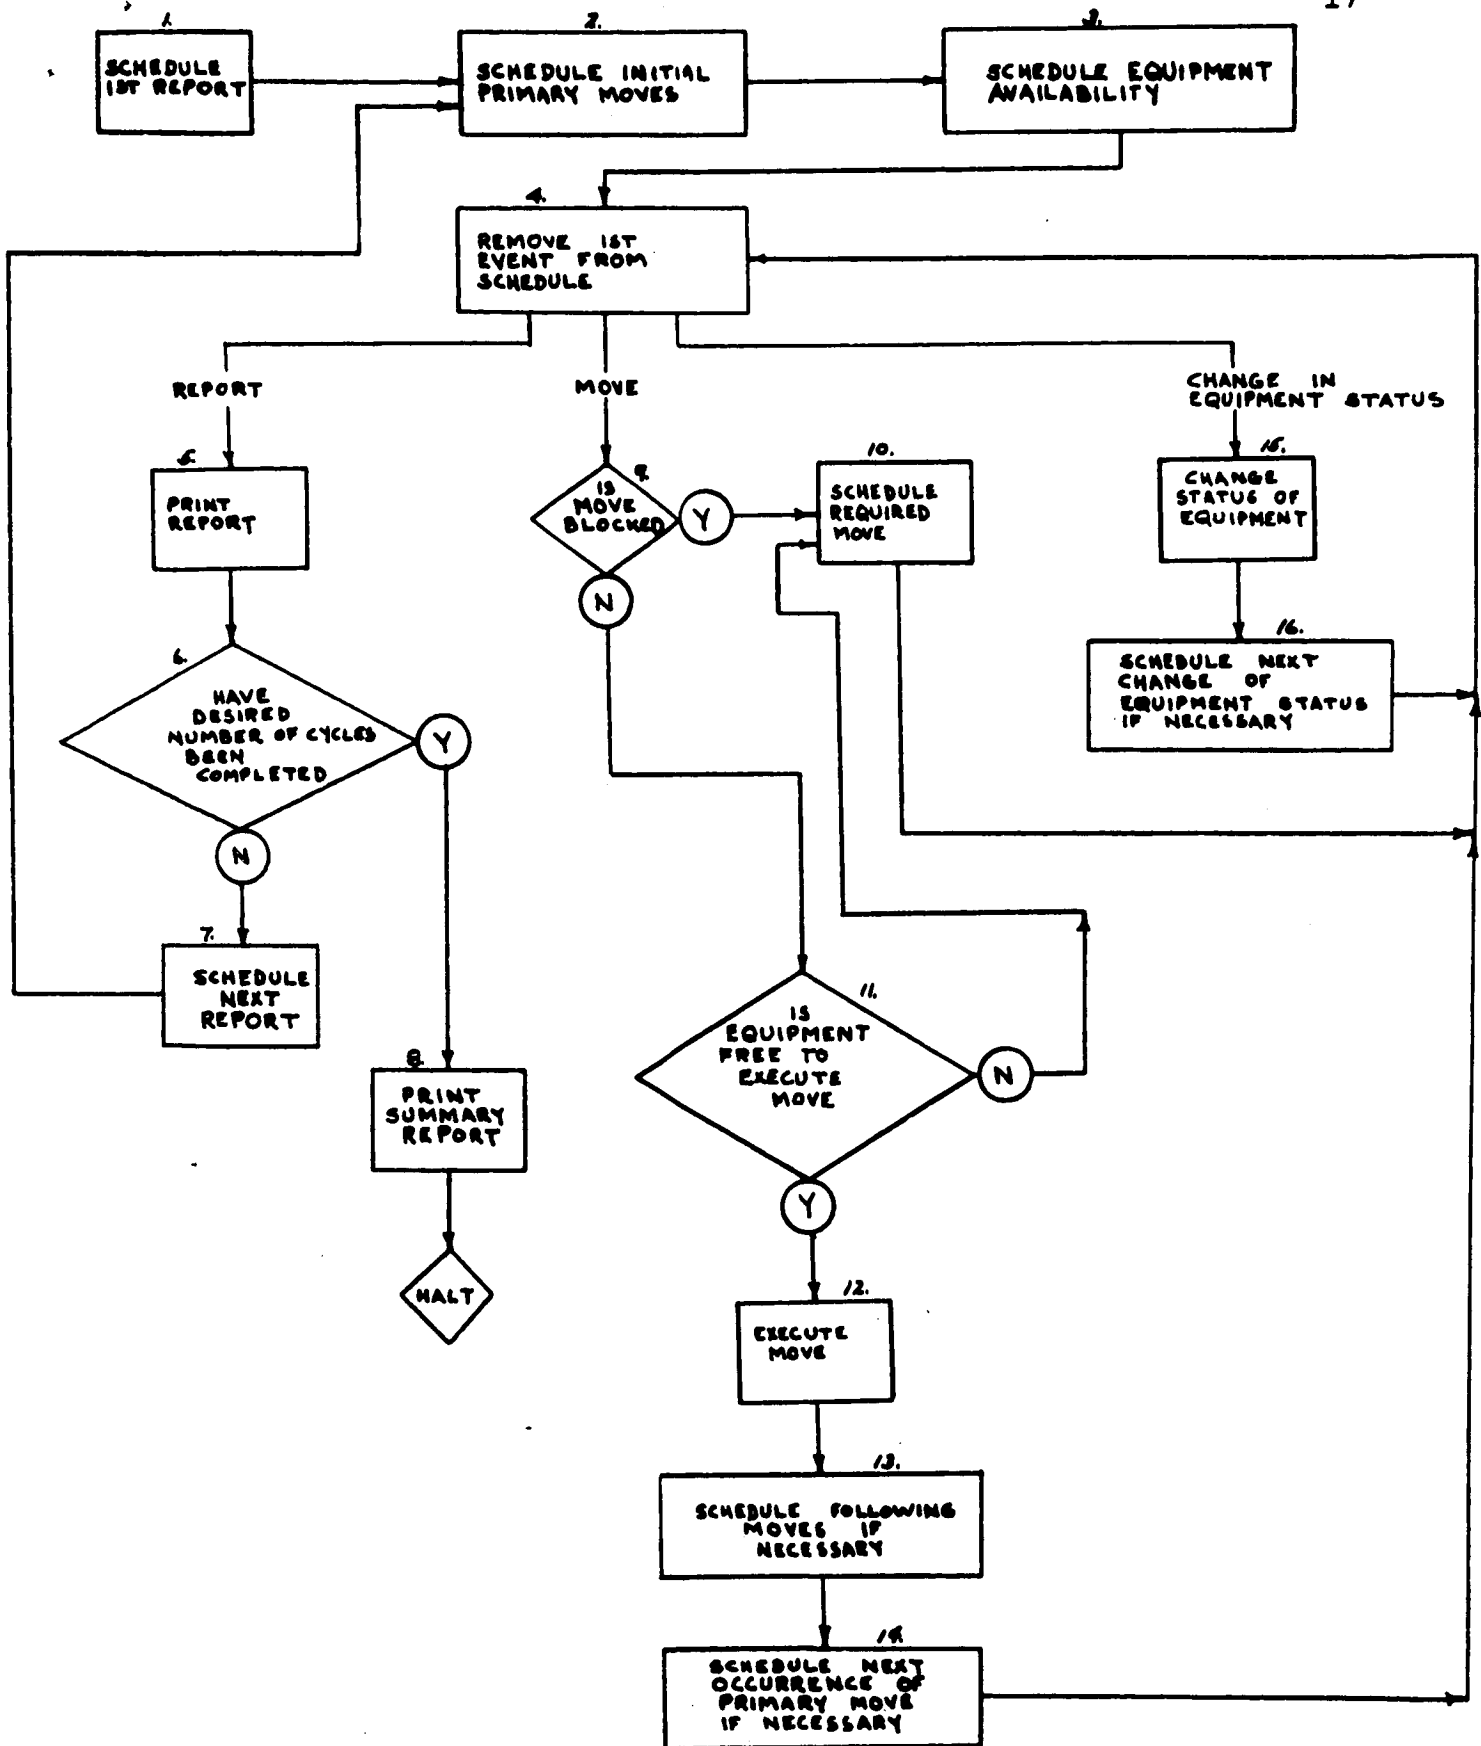 17
1.
SCHEDULE
1ST REPORT
2.
SCHEDULE INITIAL
PRIMARY MOVES
3.
SCHEDULE EQUIPMENT
AVAILABILITY
4.
REMOVE 1ST
EVENT FROM
SCHEDULE
REPORT
MOVE
CHANGE IN
EQUIPMENT STATUS
5.
PRINT
REPORT
9.
IS
MOVE
BLOCKED
Y
N
10.
SCHEDULE
REQUIRED
MOVE
15.
CHANGE
STATUS OF
EQUIPMENT
16.
SCHEDULE NEXT
CHANGE OF
EQUIPMENT STATUS
IF NECESSARY
6.
HAVE
DESIRED
NUMBER OF CYCLES
BEEN
COMPLETED
Y
N
7.
SCHEDULE
NEXT
REPORT
8.
PRINT
SUMMARY
REPORT
HALT
11.
IS
EQUIPMENT
FREE TO
EXECUTE
MOVE
N
Y
12.
EXECUTE
MOVE
13.
SCHEDULE FOLLOWING
MOVES IF
NECESSARY
14.
SCHEDULE NEXT
OCCURRENCE OF
PRIMARY MOVE
IF NECESSARY